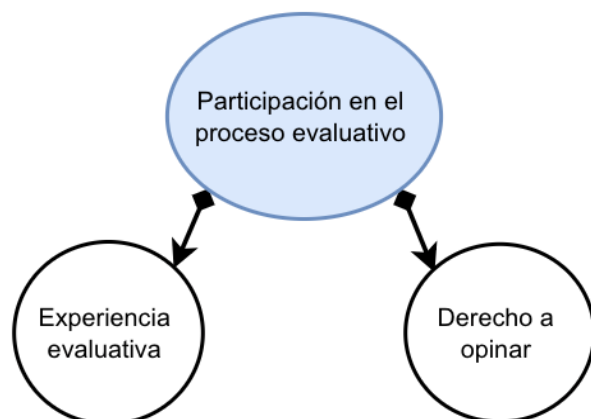 Participación en el
proceso evaluativo
Experiencia
evaluativa
Derecho a
opinar